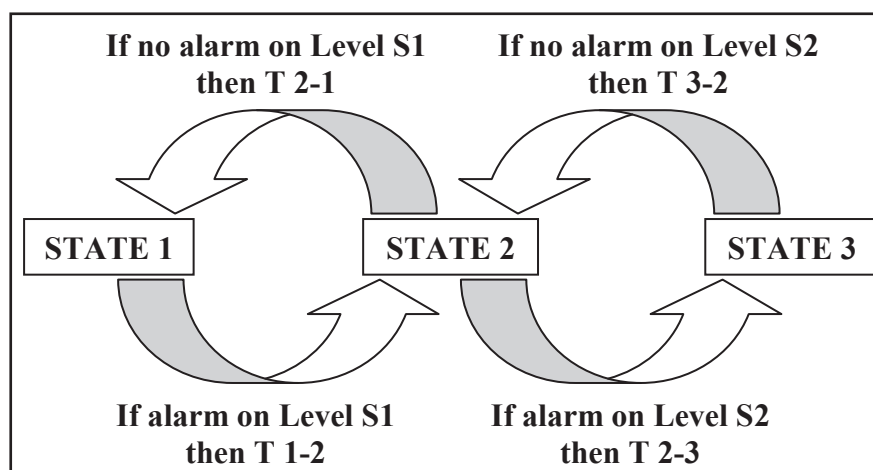 If no alarm on Level S1
then T 2-1
If no alarm on Level S2
then T 3-2
STATE 1
STATE 2
STATE 3
If alarm on Level S1
then T 1-2
If alarm on Level S2
then T 2-3